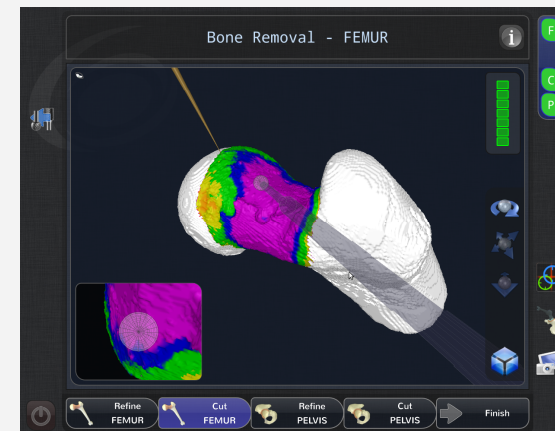 Bone Removal - FEMUR
i
F
C
P
Refine
FEMUR
Cut
FEMUR
Refine
PELVIS
Cut
PELVIS
Finish